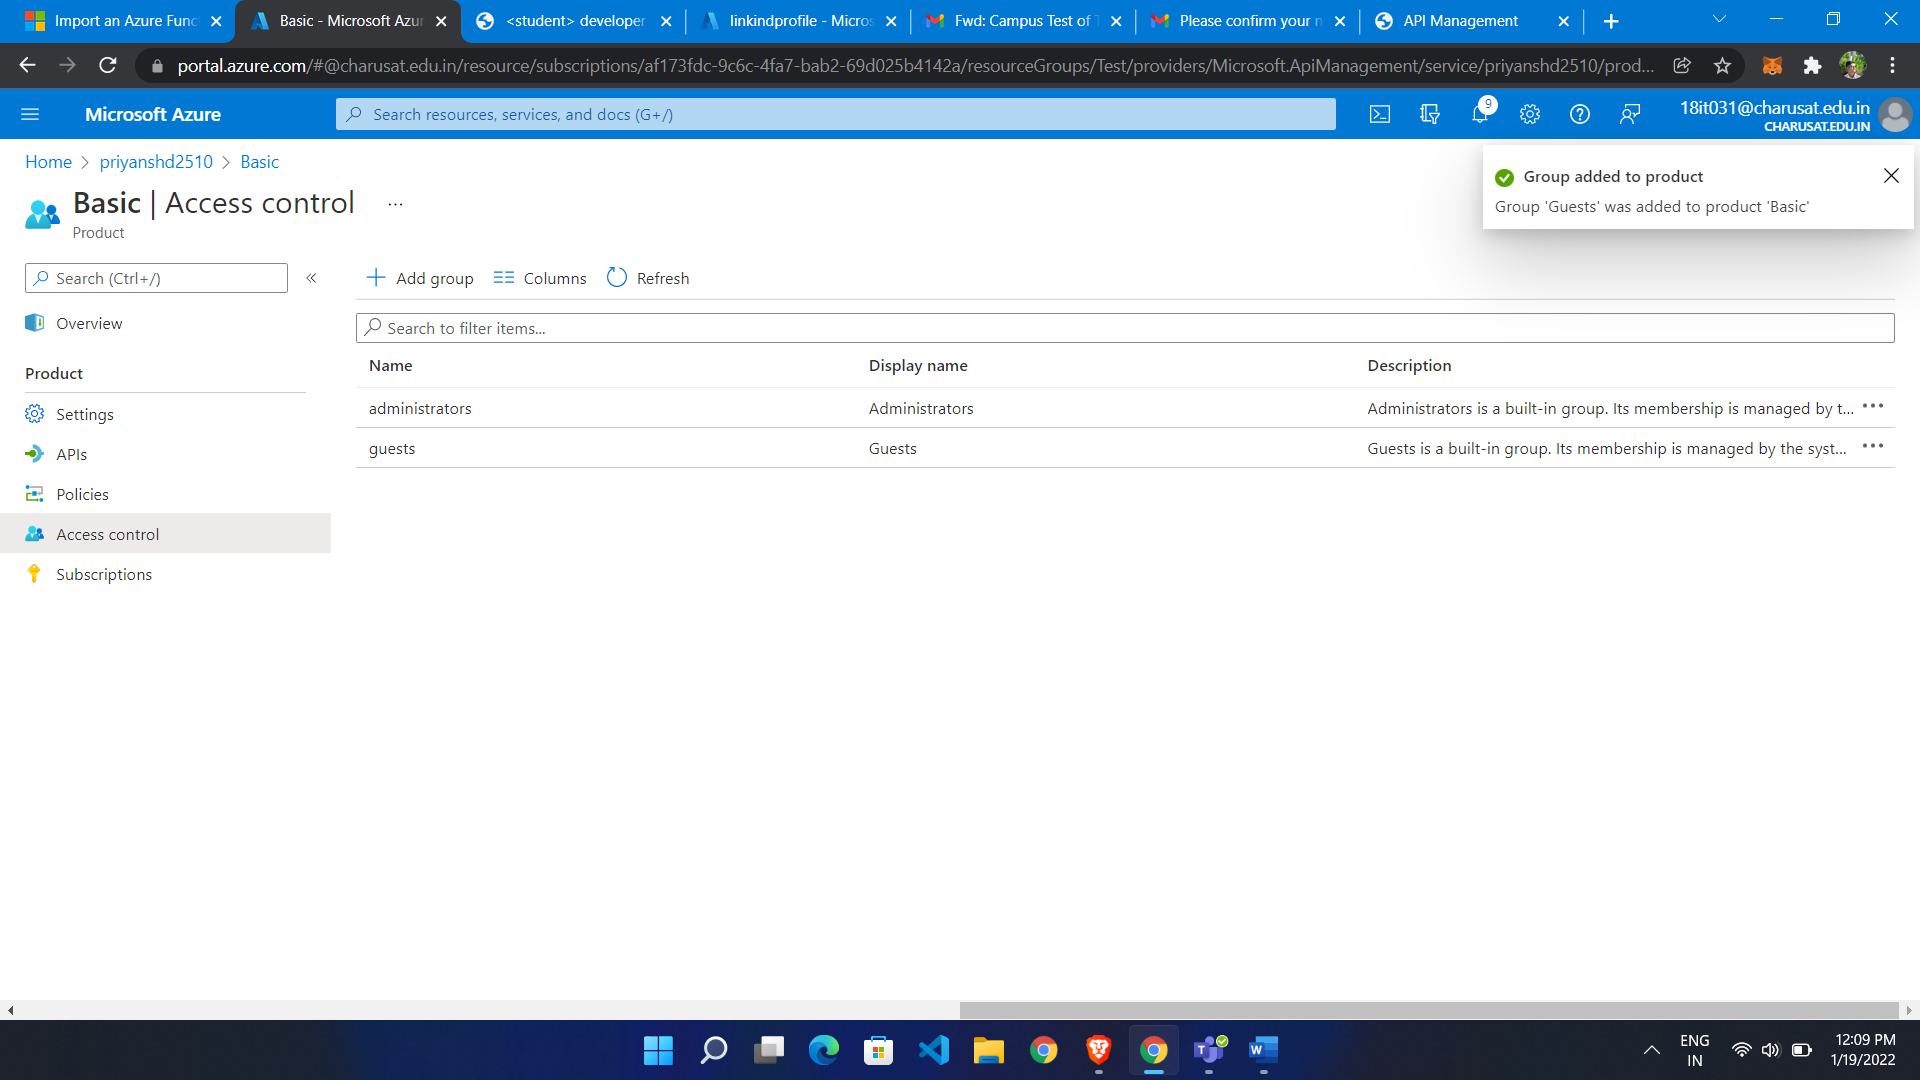 Import an Azure Func
Basic - Microsoft Azur
<student> developer
linkindprofile - Micros
Fwd: Campus Test of T
Please confirm your n
API Management
portal.azure.com/#@charusat.edu.in/resource/subscriptions/af173fdc-9c6c-4fa7-bab2-69d025b4142a/resourceGroups/Test/providers/Microsoft.ApiManagement/service/priyanshd2510/prod...
Microsoft Azure
Search resources, services, and docs (G+/)
9
18it031@charusat.edu.in
CHARUSAT.EDU.IN
Home > priyanshd2510 > Basic
Group added to product
Group 'Guests' was added to product 'Basic'
Basic | Access control
...
Product
Search (Ctrl+/)
«
Add group
Columns
Refresh
Overview
Search to filter items...
Product
Name
Display name
Description
Settings
administrators
Administrators
Administrators is a built-in group. Its membership is managed by t...
APIs
guests
Guests
Guests is a built-in group. Its membership is managed by the syst...
Policies
Access control
Subscriptions
ENG
IN
12:09 PM
1/19/2022